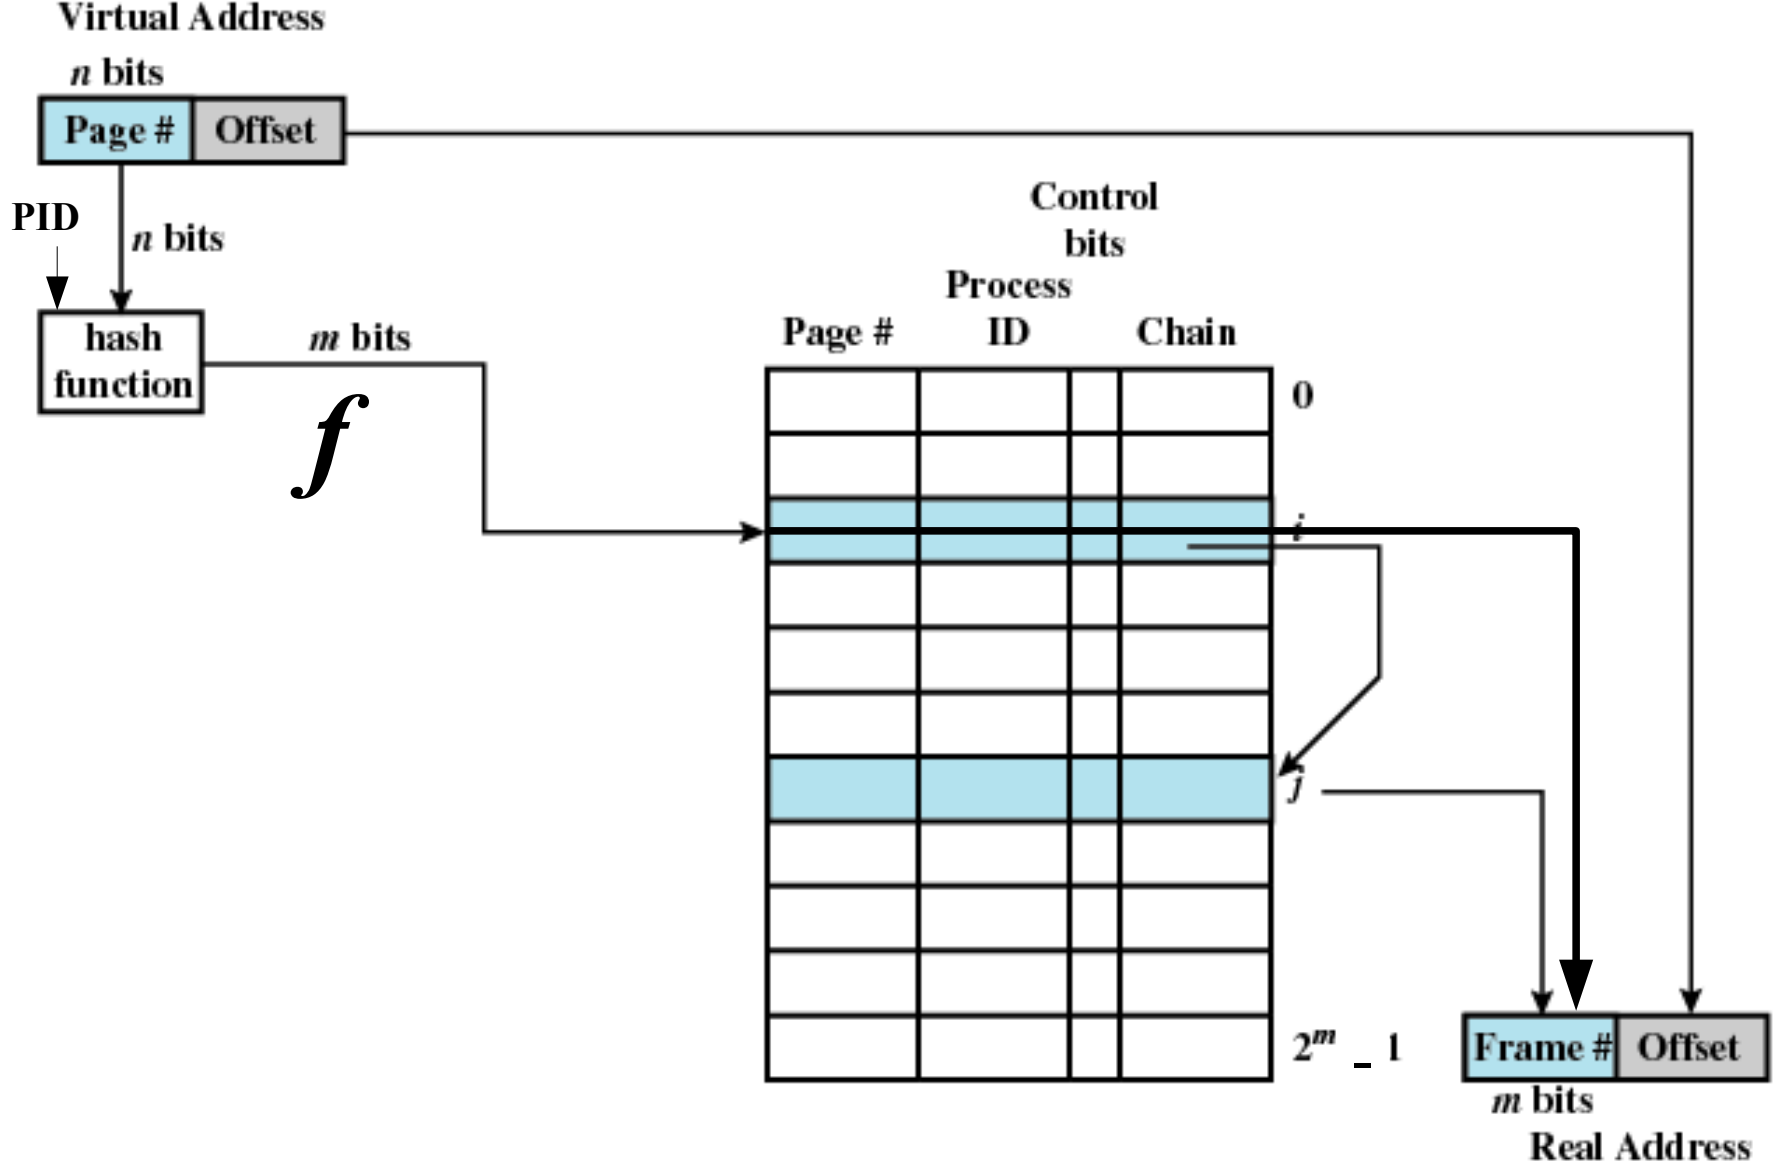 Virtual Address
n bits
Page # Offset
PID
n bits
hash
function
m bits
f
Control
bits
Process
Page # ID Chain
0
i
j
2^m - 1
Frame # Offset
m bits
Real Address